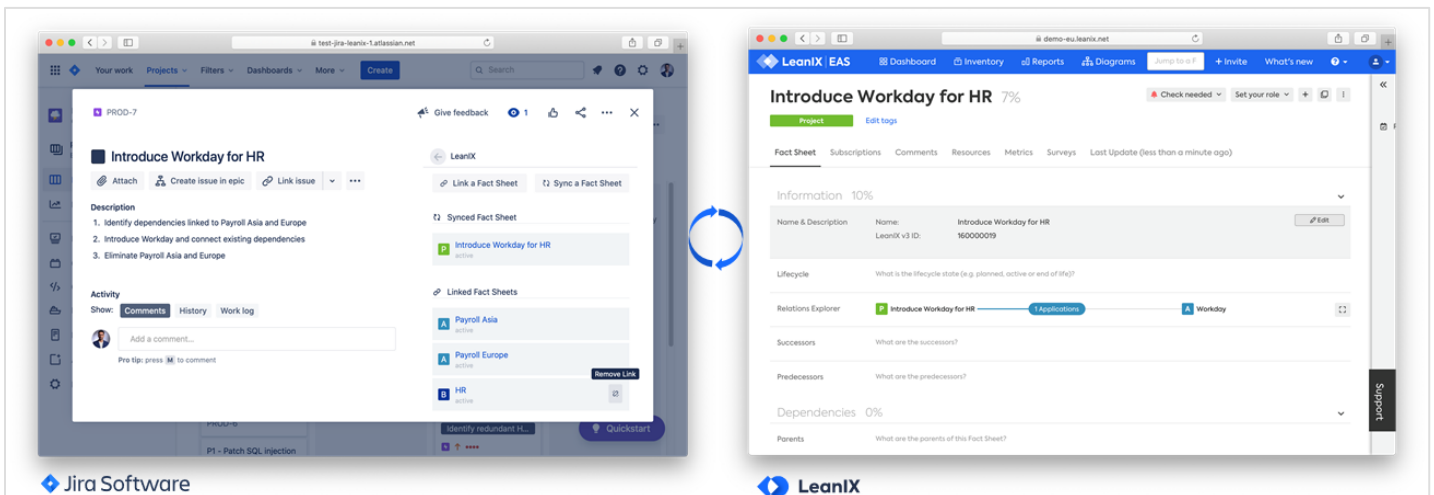 test-jira-leanix-1.atlassian.net
Your work Projects Filters Dashboards More Create Search
PROD-7
Give feedback 1
Introduce Workday for HR
Attach Create issue in epic Link issue
Description
1. Identify dependencies linked to Payroll Asia and Europe
2. Introduce Workday and connect existing dependencies
3. Eliminate Payroll Asia and Europe
Activity
Show: Comments History Work log
Add a comment...
Pro tip: press M to comment
LeanIX
Link a Fact Sheet Sync a Fact Sheet
Synced Fact Sheet
P Introduce Workday for HR
active
Linked Fact Sheets
A Payroll Asia
active
A Payroll Europe
active
Remove Link
B HR
active
PROD-6
P1 - Patch SQL injection
Identify redundant H...
Quickstart
Jira Software
demo-eu.leanix.net
LeanIX EAS Dashboard Inventory Reports Diagrams Jump to a F + Invite What's new
Introduce Workday for HR 7%
Check needed Set your role +
Project Edit tags
Fact Sheet Subscriptions Comments Resources Metrics Surveys Last Update (less than a minute ago)
Information 10%
Name & Description Name: Introduce Workday for HR Edit
LeanIX v3 ID: 160000019
Lifecycle What is the lifecycle state (e.g. planned, active or end of life)?
Relations Explorer P Introduce Workday for HR 1 Applications A Workday
Successors What are the successors?
Predecessors What are the predecessors?
Dependencies 0%
Parents What are the parents of this Fact Sheet?
Support
LeanIX